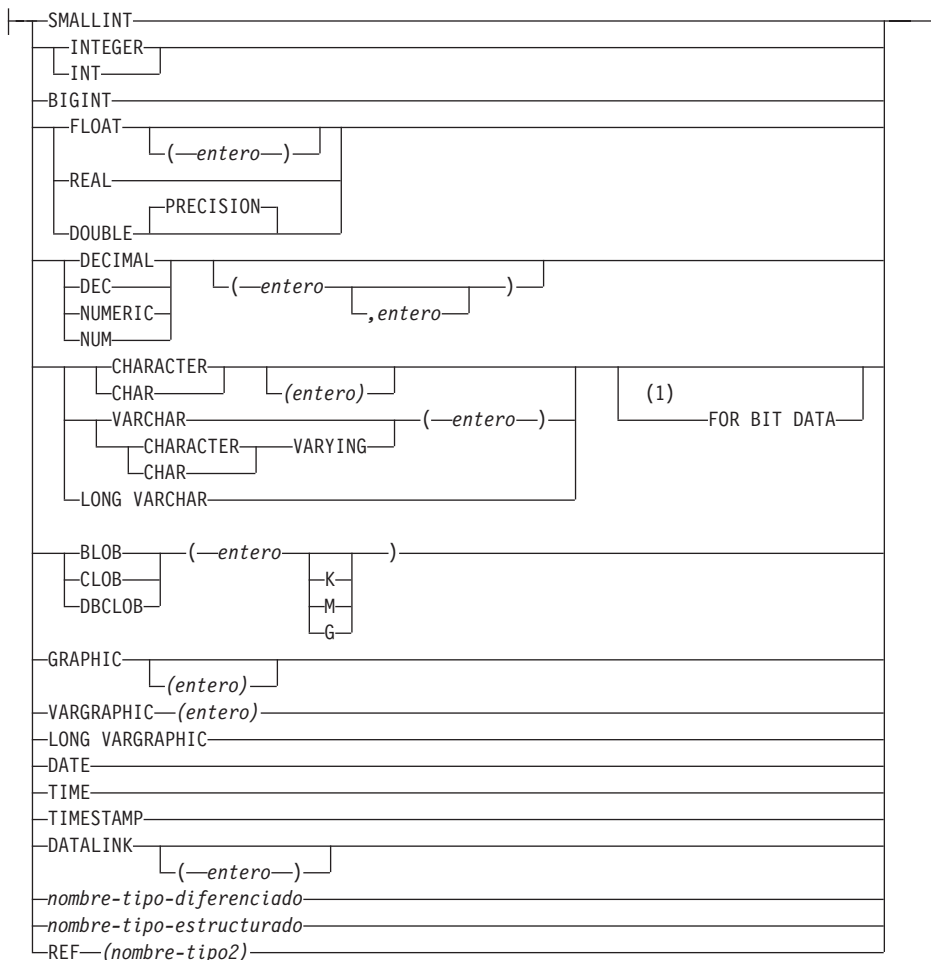 SMALLINT
INTEGER
INT
BIGINT
FLOAT
( entero )
REAL
PRECISION
DOUBLE
DECIMAL
DEC ( entero )
NUMERIC ,entero
NUM
CHARACTER
CHAR (entero) (1)
VARCHAR ( entero ) FOR BIT DATA
CHARACTER VARYING
CHAR
LONG VARCHAR
BLOB ( entero )
CLOB K
DBCLOB M
G
GRAPHIC
(entero)
VARGRAPHIC (entero)
LONG VARGRAPHIC
DATE
TIME
TIMESTAMP
DATALINK
( entero )
nombre-tipo-diferenciado
nombre-tipo-estructurado
REF (nombre-tipo2)